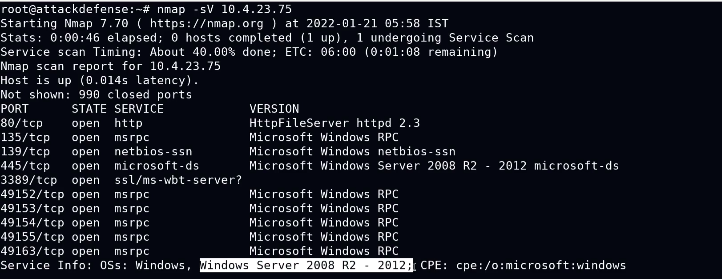 root@attackdefense:~# nmap -sV 10.4.23.75
Starting Nmap 7.70 ( https://nmap.org ) at 2022-01-21 05:58 IST
Stats: 0:00:46 elapsed; 0 hosts completed (1 up), 1 undergoing Service Scan
Service scan Timing: About 40.00% done; ETC: 06:00 (0:01:08 remaining)
Nmap scan report for 10.4.23.75
Host is up (0.014s latency).
Not shown: 990 closed ports
PORT      STATE SERVICE            VERSION
80/tcp    open  http               HttpFileServer httpd 2.3
135/tcp   open  msrpc              Microsoft Windows RPC
139/tcp   open  netbios-ssn        Microsoft Windows netbios-ssn
445/tcp   open  microsoft-ds       Microsoft Windows Server 2008 R2 - 2012 microsoft-ds
3389/tcp  open  ssl/ms-wbt-server?
49152/tcp open  msrpc              Microsoft Windows RPC
49153/tcp open  msrpc              Microsoft Windows RPC
49154/tcp open  msrpc              Microsoft Windows RPC
49155/tcp open  msrpc              Microsoft Windows RPC
49163/tcp open  msrpc              Microsoft Windows RPC
Service Info: OSs: Windows, Windows Server 2008 R2 - 2012; CPE: cpe:/o:microsoft:windows